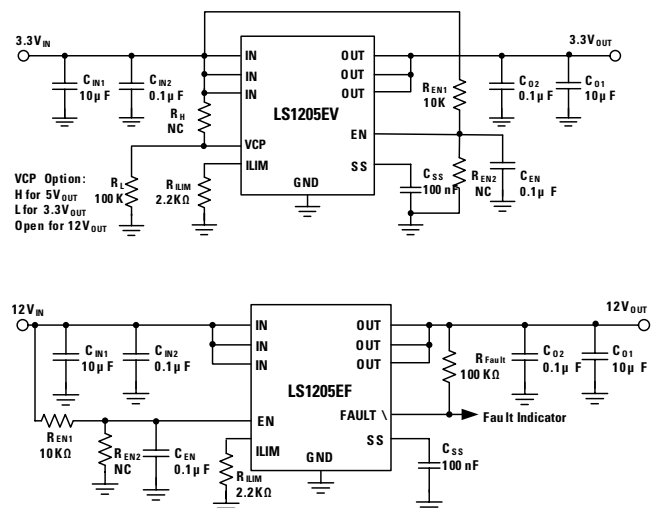 3.3VIN
3.3VOUT
IN
IN
IN
OUT
OUT
OUT
CIN1
10µF
CIN2
0.1µF
REN1
10K
CO2
0.1µF
CO1
10µF
LS1205EV
RH
NC
EN
VCP
ILIM
SS
GND
VCP Option:
H for 5VOUT
L for 3.3VOUT
Open for 12VOUT
RL
100K
RILIM
2.2KΩ
CSS
100nF
REN2
NC
CEN
0.1µF
12VIN
12VOUT
IN
IN
IN
OUT
OUT
OUT
CIN1
10µF
CIN2
0.1µF
RFault
100KΩ
CO2
0.1µF
CO1
10µF
LS1205EF
EN
FAULT \
Fault Indicator
ILIM
SS
GND
REN1
10KΩ
REN2
NC
CEN
0.1µF
RILIM
2.2KΩ
CSS
100nF